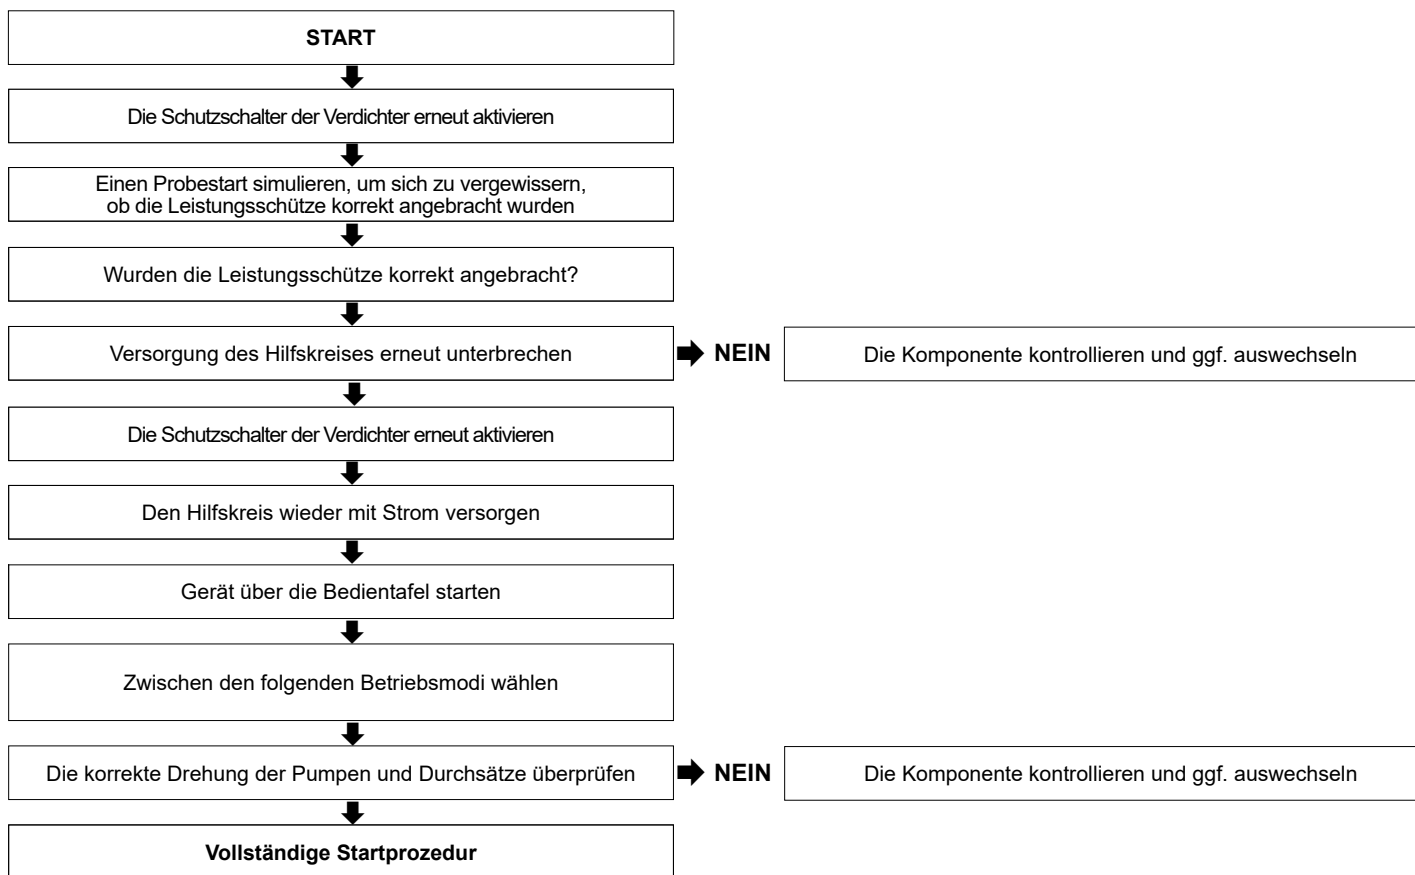 START
Die Schutzschalter der Verdichter erneut aktivieren
Einen Probestart simulieren, um sich zu vergewissern,
ob die Leistungsschütze korrekt angebracht wurden
Wurden die Leistungsschütze korrekt angebracht?
Versorgung des Hilfskreises erneut unterbrechen
NEIN
Die Komponente kontrollieren und ggf. auswechseln
Die Schutzschalter der Verdichter erneut aktivieren
Den Hilfskreis wieder mit Strom versorgen
Gerät über die Bedientafel starten
Zwischen den folgenden Betriebsmodi wählen
Die korrekte Drehung der Pumpen und Durchsätze überprüfen
NEIN
Die Komponente kontrollieren und ggf. auswechseln
Vollständige Startprozedur